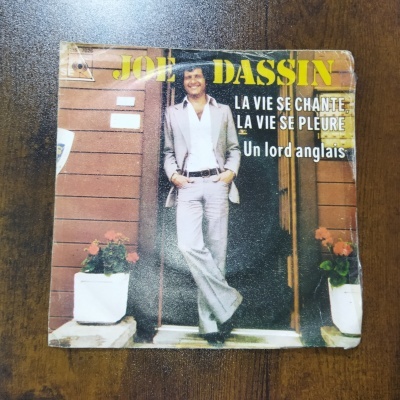 JOE DASSIN
LA VIE SE CHANTE,
LA VIE SE PLEURE
Un lord anglais